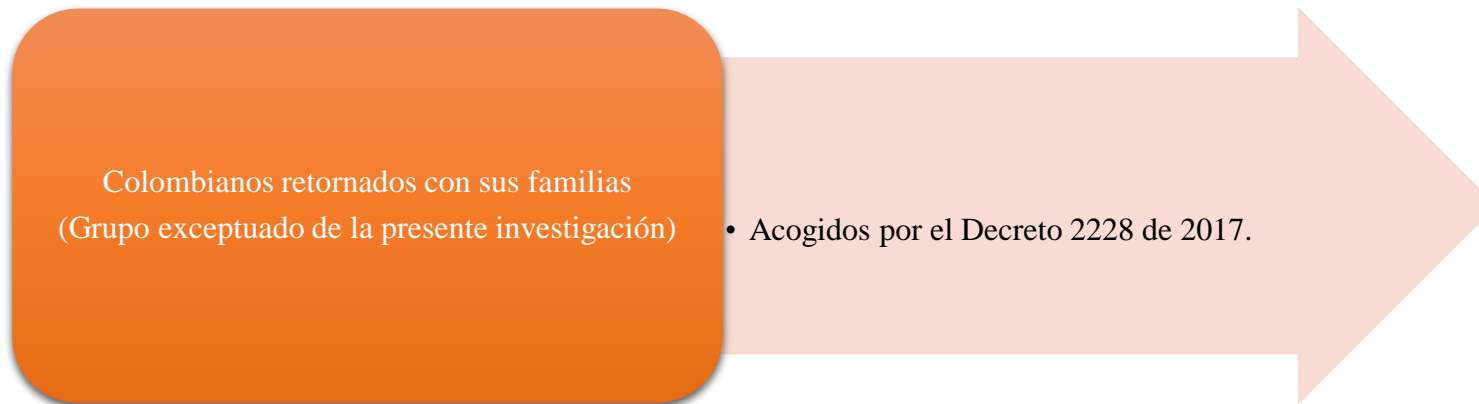 Colombianos retornados con sus familias
(Grupo exceptuado de la presente investigación)
• Acogidos por el Decreto 2228 de 2017.